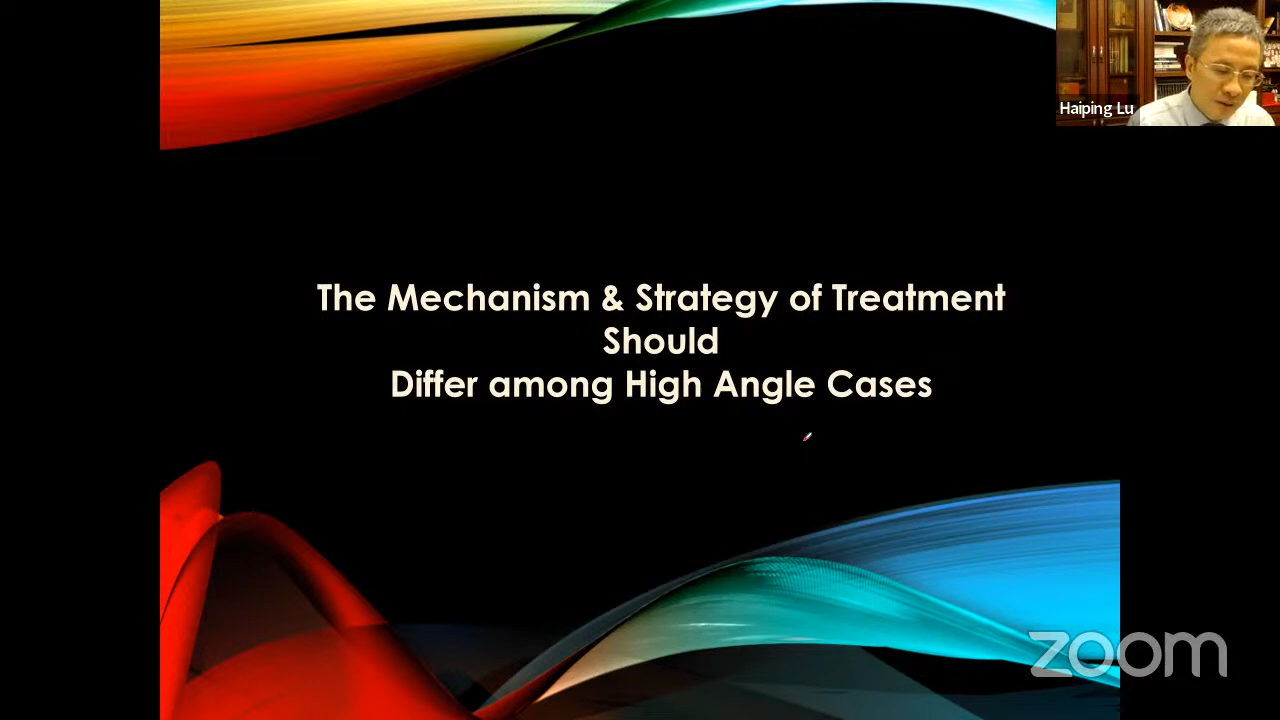 Haiping Lu
The Mechanism & Strategy of Treatment
Should
Differ among High Angle Cases
zoom